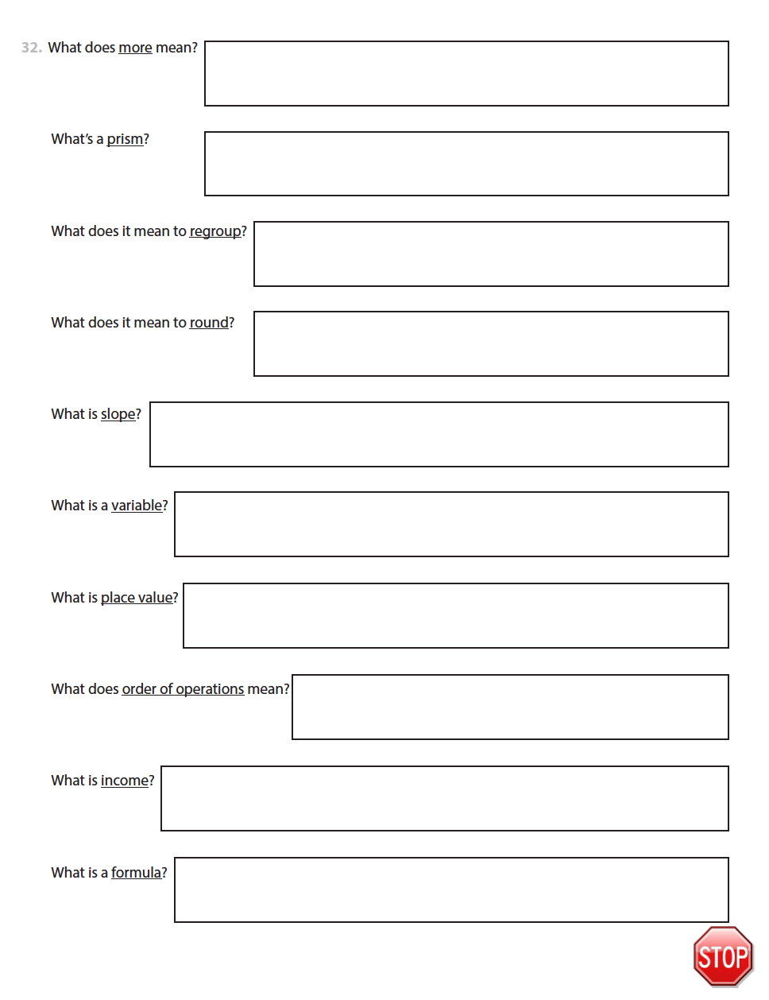 32. What does more mean?
What's a prism?
What does it mean to regroup?
What does it mean to round?
What is slope?
What is a variable?
What is place value?
What does order of operations mean?
What is income?
What is a formula?
STOP